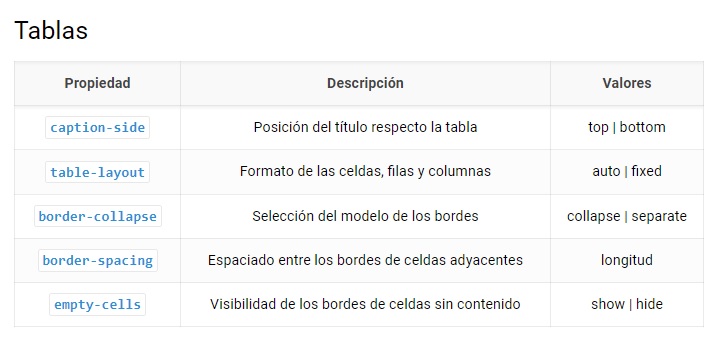 Tablas
Propiedad Descripción Valores
caption-side Posición del título respecto la tabla top | bottom
table-layout Formato de las celdas, filas y columnas auto | fixed
border-collapse Selección del modelo de los bordes collapse | separate
border-spacing Espaciado entre los bordes de celdas adyacentes longitud
empty-cells Visibilidad de los bordes de celdas sin contenido show | hide